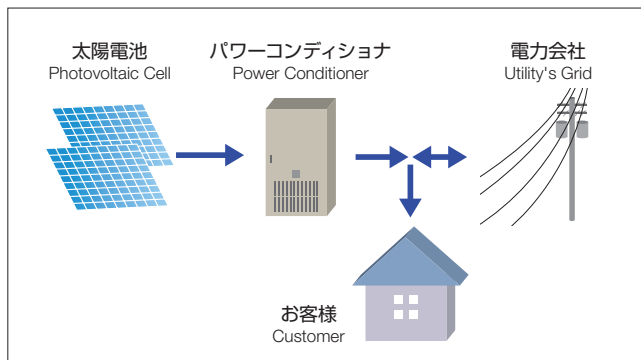 太陽電池
Photovoltaic Cell
パワーコンディショナ
Power Conditioner
電力会社
Utility's Grid
お客様
Customer